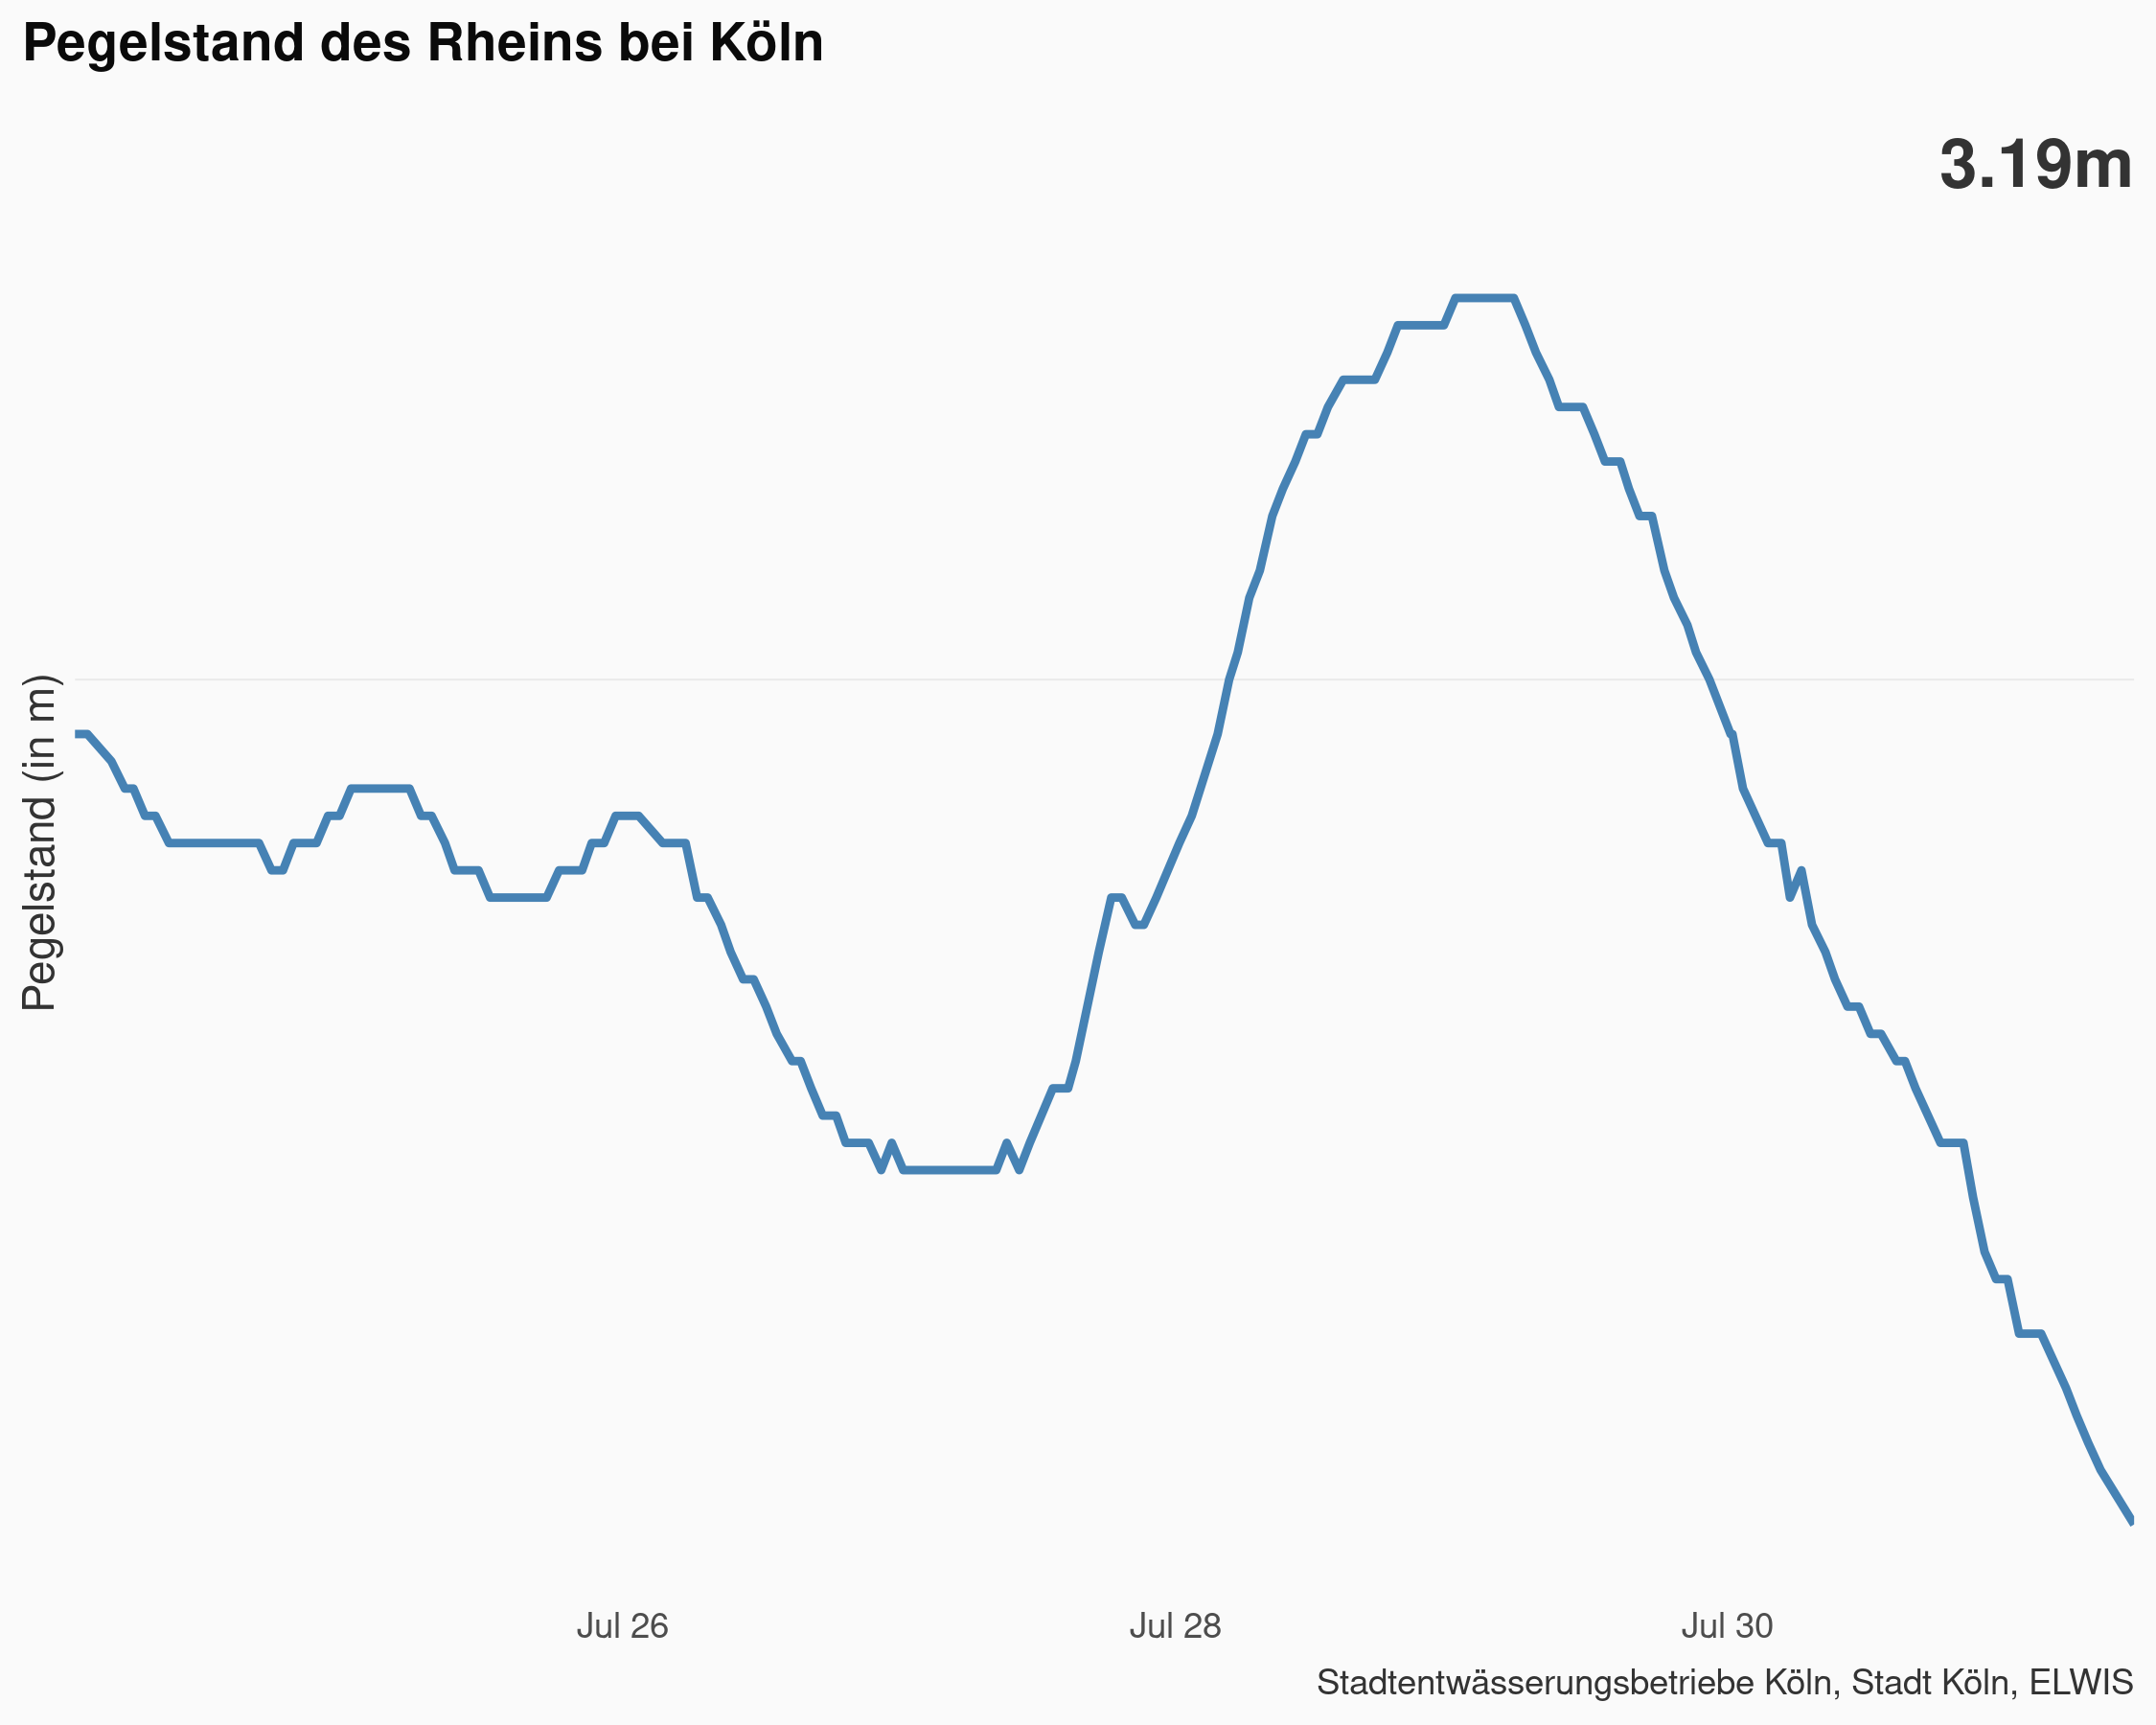 Pegelstand des Rheins bei Köln
3.19m
Pegelstand (in m)
Jul 26
Jul 28
Jul 30
Stadtentwässerungsbetriebe Köln, Stadt Köln, ELWIS